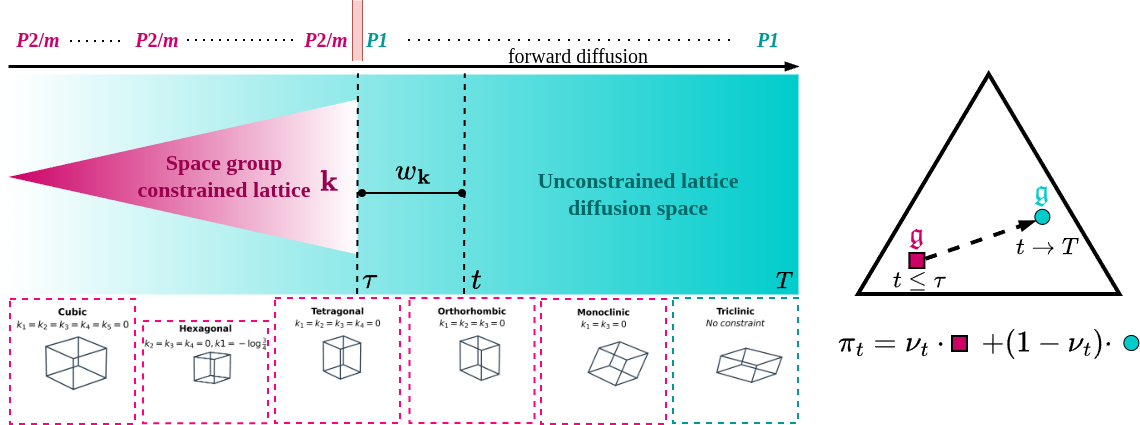 P2/m P2/m P2/m P1 P1
forward diffusion
Space group
constrained lattice k
w_k
Unconstrained lattice
diffusion space
τ t T
Cubic
k₁ = k₂ = k₃ = k₄ = k₅ = 0
Hexagonal
k₂ = k₃ = k₄ = 0, k1 = −log 3/4
Tetragonal
k₁ = k₂ = k₃ = k₄ = 0
Orthorhombic
k₁ = k₂ = k₃ = 0
Monoclinic
k₁ = k₃ = 0
Triclinic
No constraint
𝔤
t → T
𝔤
t ≤ τ
π_t = ν_t · +(1 − ν_t)·